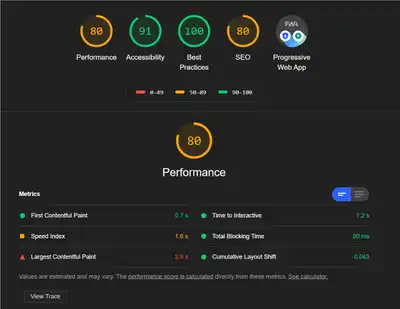 80
91
100
80
PWA
Performance
Accessibility
Best
Practices
SEO
Progressive
Web App
0-49
50-89
90-100
80
Performance
Metrics
First Contentful Paint
0.7 s
Time to Interactive
1.2 s
Speed Index
1.6 s
Total Blocking Time
90 ms
Largest Contentful Paint
2.9 s
Cumulative Layout Shift
0.043
Values are estimated and may vary. The performance score is calculated directly from these metrics. See calculator.
View Trace